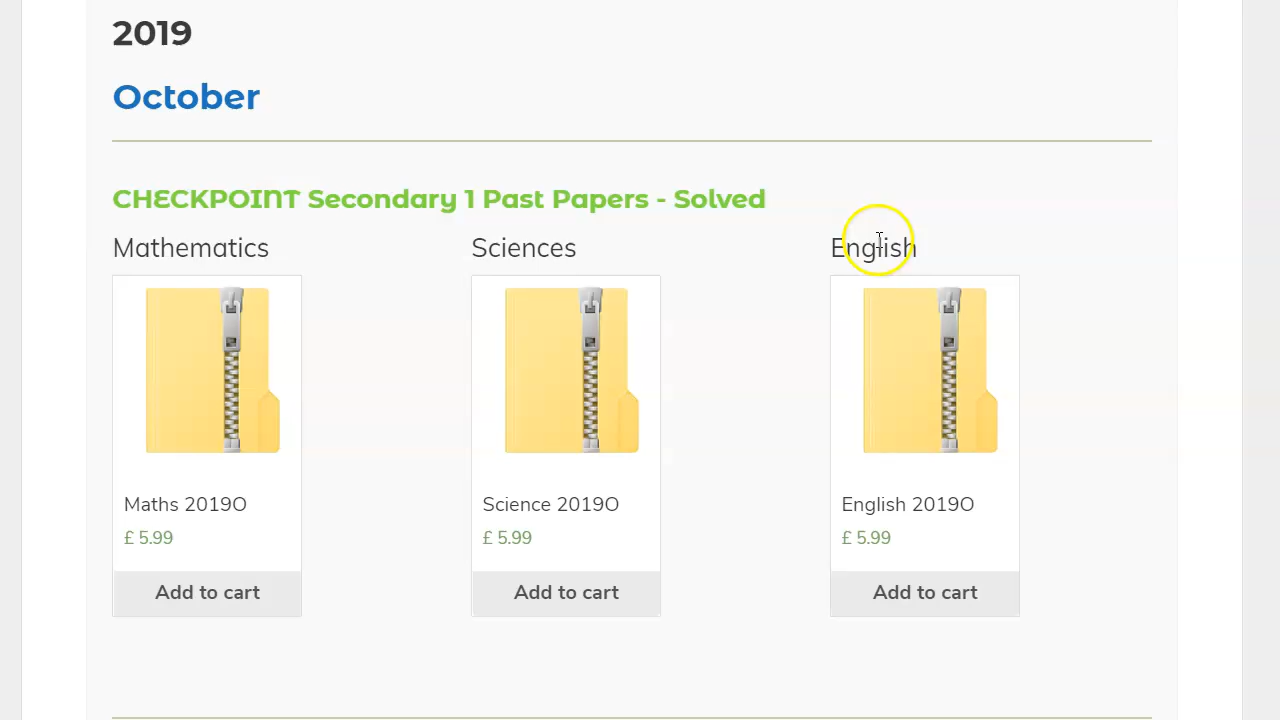 2019
October
CHECKPOINT Secondary 1 Past Papers - Solved
Mathematics
Sciences
English
Maths 2019O
£ 5.99
Add to cart
Science 2019O
£ 5.99
Add to cart
English 2019O
£ 5.99
Add to cart